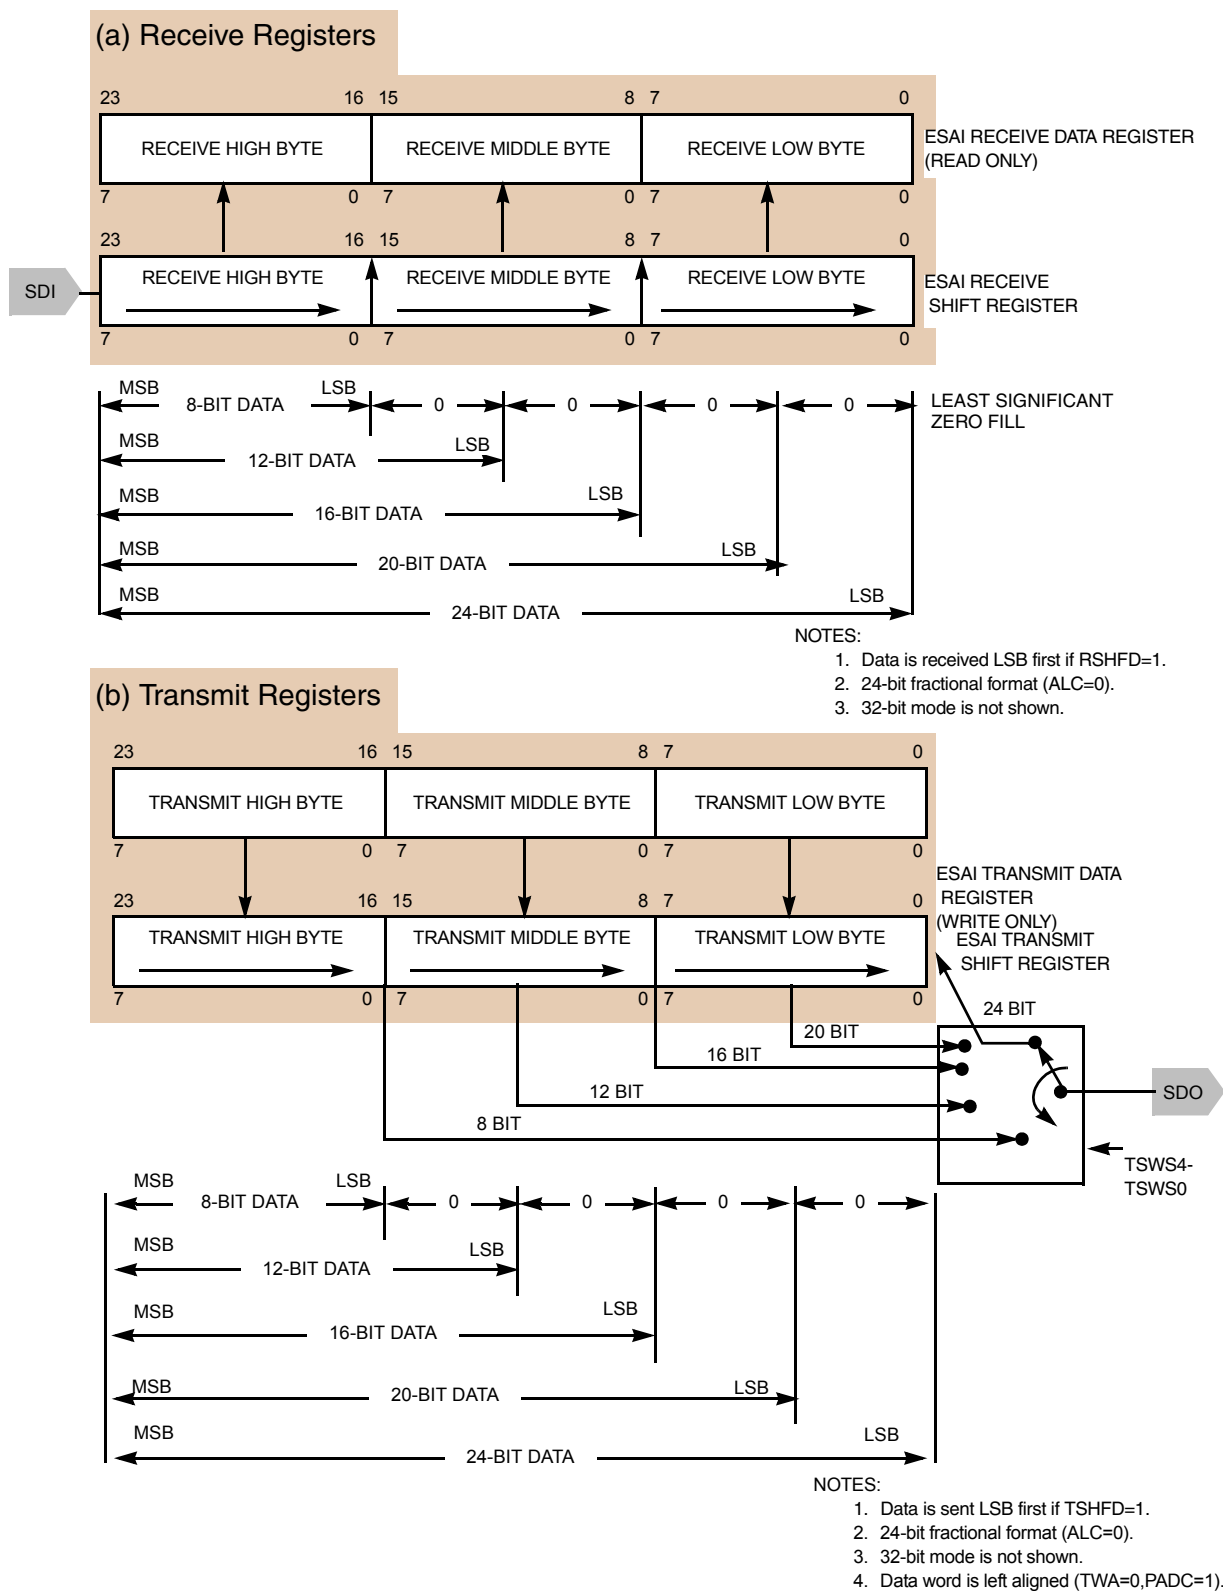 (a) Receive Registers
23 16 15 8 7 0
RECEIVE HIGH BYTE RECEIVE MIDDLE BYTE RECEIVE LOW BYTE
ESAI RECEIVE DATA REGISTER
(READ ONLY)
7 0 7 0 7 0
23 16 15 8 7 0
RECEIVE HIGH BYTE RECEIVE MIDDLE BYTE RECEIVE LOW BYTE
SDI
ESAI RECEIVE
SHIFT REGISTER
7 0 7 0 7 0
MSB LSB
8-BIT DATA 0 0 0 0
LEAST SIGNIFICANT
ZERO FILL
MSB LSB
12-BIT DATA
MSB LSB
16-BIT DATA
MSB LSB
20-BIT DATA
MSB LSB
24-BIT DATA
NOTES:
1. Data is received LSB first if RSHFD=1.
2. 24-bit fractional format (ALC=0).
3. 32-bit mode is not shown.
(b) Transmit Registers
23 16 15 8 7 0
TRANSMIT HIGH BYTE TRANSMIT MIDDLE BYTE TRANSMIT LOW BYTE
7 0 7 0 7 0
ESAI TRANSMIT DATA
REGISTER
(WRITE ONLY)
23 16 15 8 7 0
TRANSMIT HIGH BYTE TRANSMIT MIDDLE BYTE TRANSMIT LOW BYTE
ESAI TRANSMIT
SHIFT REGISTER
7 0 7 0 7 0
24 BIT
20 BIT
16 BIT
12 BIT
8 BIT
SDO
TSWS4-
TSWS0
MSB LSB
8-BIT DATA 0 0 0 0
MSB LSB
12-BIT DATA
MSB LSB
16-BIT DATA
MSB LSB
20-BIT DATA
MSB LSB
24-BIT DATA
NOTES:
1. Data is sent LSB first if TSHFD=1.
2. 24-bit fractional format (ALC=0).
3. 32-bit mode is not shown.
4. Data word is left aligned (TWA=0,PADC=1).